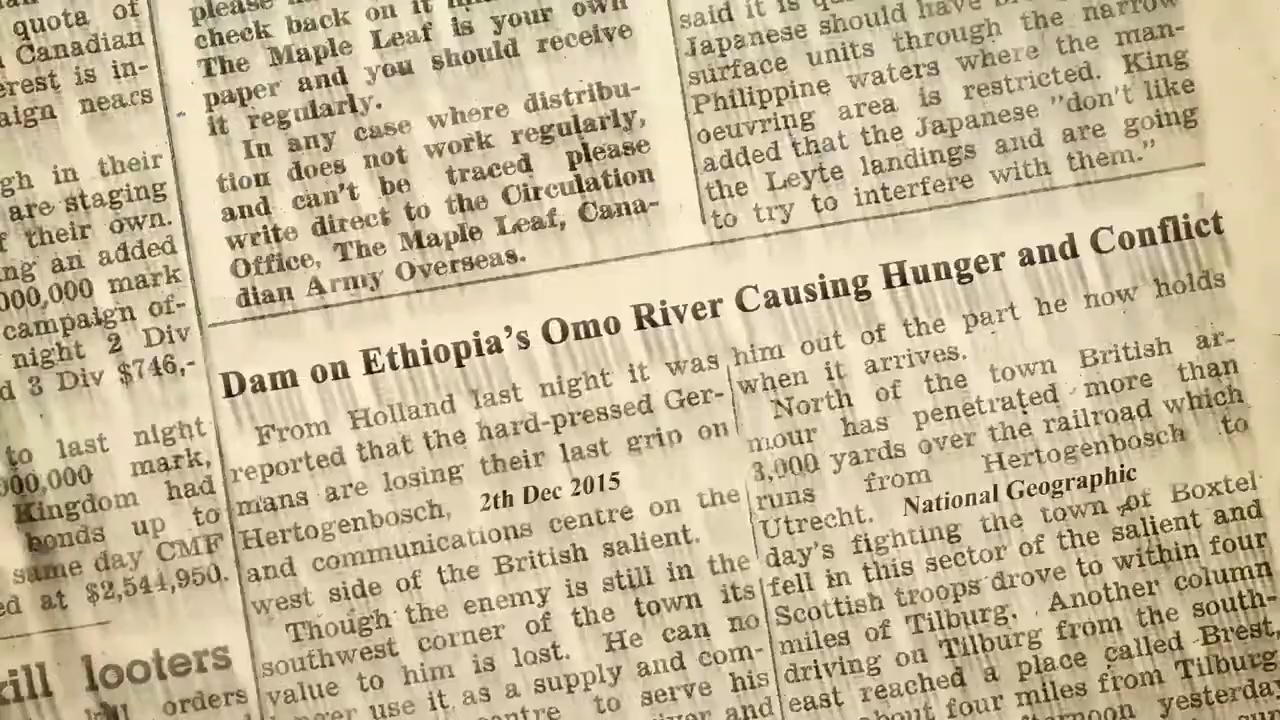 quota of
Canadian
erest is in-
aign nears
gh in their
are staging
their own.
ng an added
000,000 mark
campaign of-
night 2 Div
d 3 Div $746,-
to last night
000,000 mark,
Kingdom had
bonds up to
same day CMF
ed at $2,544,950.
kill looters
orders
please
check back on it
The Maple Leaf is your own
paper and you should receive
it regularly.
In any case where distribu-
tion does not work regularly,
and can't be traced please
write direct to the Circulation
Office, The Maple Leaf, Cana-
dian Army Overseas.
said it is
Japanese should have
surface units through the narrow
Philippine waters where the man-
oeuvring area is restricted. King
added that the Japanese "don't like
the Leyte landings and are going
to try to interfere with them."
Dam on Ethiopia's Omo River Causing Hunger and Conflict
From Holland last night it was
reported that the hard-pressed Ger-
mans are losing their last grip on
Hertogenbosch, 2th Dec 2015
and communications centre on the
west side of the British salient.
Though the enemy is still in the
southwest corner of the town its
value to him is lost. He can no
use it as a supply and com-
to serve his
and
him out of the part he now holds
when it arrives.
North of the town British ar-
mour has penetrated more than
3,000 yards over the railroad which
runs from Hertogenbosch to
Utrecht. National Geographic
day's fighting the town of Boxtel
fell in this sector of the salient and
Scottish troops drove to within four
miles of Tilburg. Another column
driving on Tilburg from the south-
east reached a place called Brest,
about four miles from Tilburg
yesterday